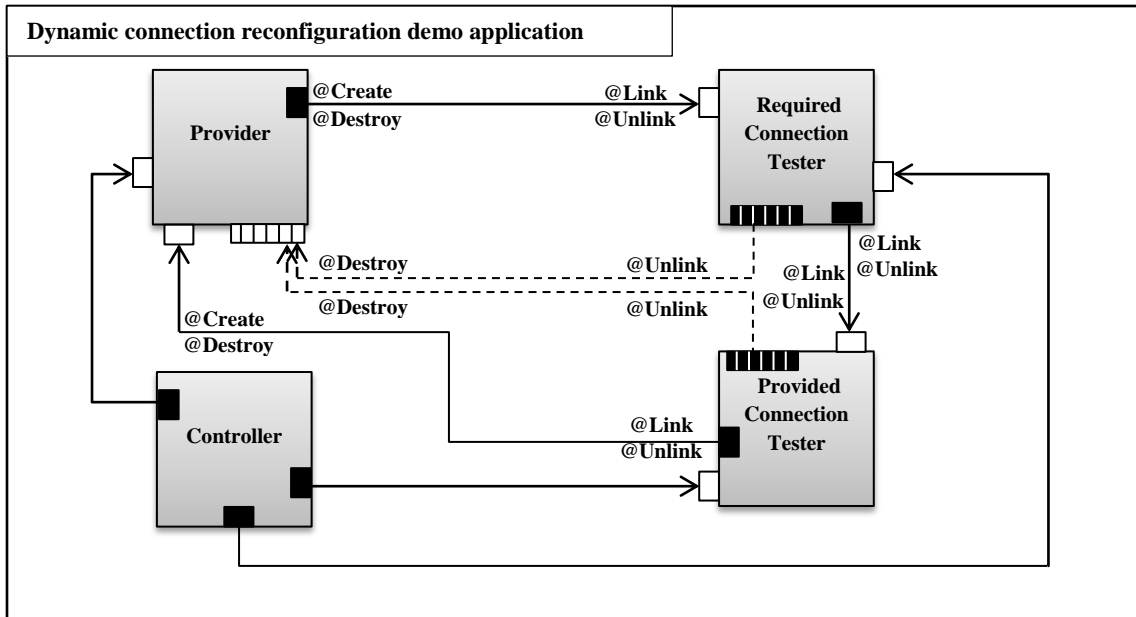 Dynamic connection reconfiguration demo application
@Create
@Destroy
@Link
@Unlink
Provider
Required
Connection
Tester
@Destroy
@Unlink
@Destroy
@Unlink
@Link
@Unlink
@Link
@Unlink
@Create
@Destroy
Controller
@Link
@Unlink
Provided
Connection
Tester